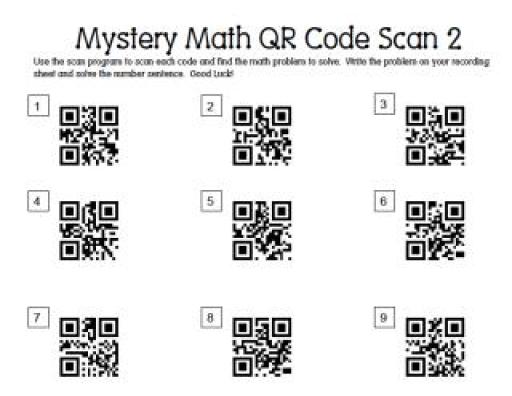 Mystery Math QR Code Scan 2
Use the scan program to scan each code and find the math problem to solve. Write the problem on your recording
sheet and solve the number sentence. Good Luck!
1 2 3
4 5 6
7 8 9